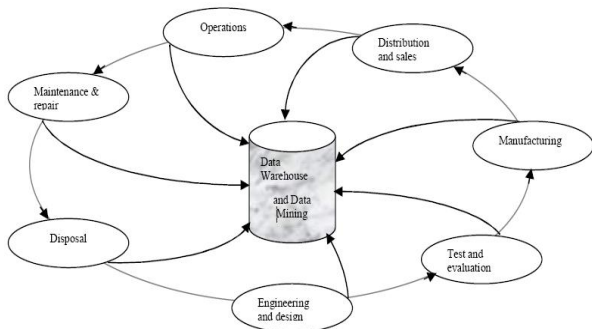 Operations
Distribution
and sales
Maintenance &
repair
Data
Warehouse
and Data
Mining
Manufacturing
Disposal
Test and
evaluation
Engineering
and design